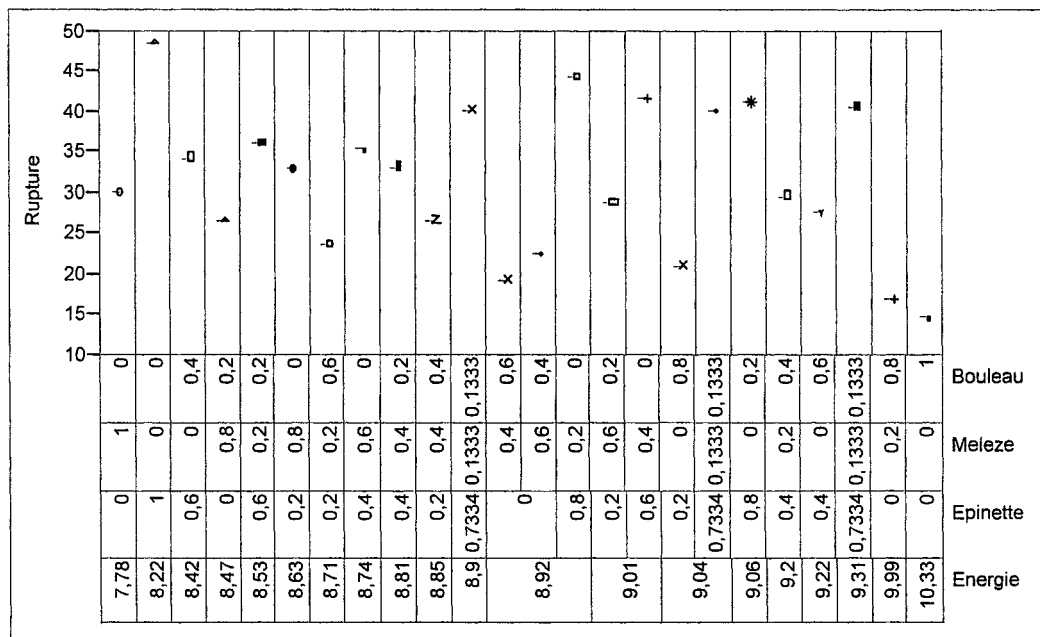 50
45
40
35
30
25
20
15
10
Rupture
0 0 0,4 0,2 0,2 0 0,6 0 0,2 0,4 0,1333 0,6 0,4 0 0,2 0 0,8 0,1333 0,2 0,4 0,6 0,1333 0,8 1 Bouleau
1 0 0 0,8 0,2 0,8 0,2 0,6 0,4 0,4 0,1333 0,4 0,6 0,2 0,6 0,4 0 0,1333 0 0,2 0 0,1333 0,2 0 Meleze
0 1 0,6 0 0,6 0,2 0,2 0,4 0,4 0,2 0,7334 0 0,8 0,2 0,6 0,2 0,7334 0,8 0,4 0,4 0,7334 0 0 Epinette
7,78 8,22 8,42 8,47 8,53 8,63 8,71 8,74 8,81 8,85 8,9 8,92 9,01 9,04 9,06 9,2 9,22 9,31 9,99 10,33 Energie